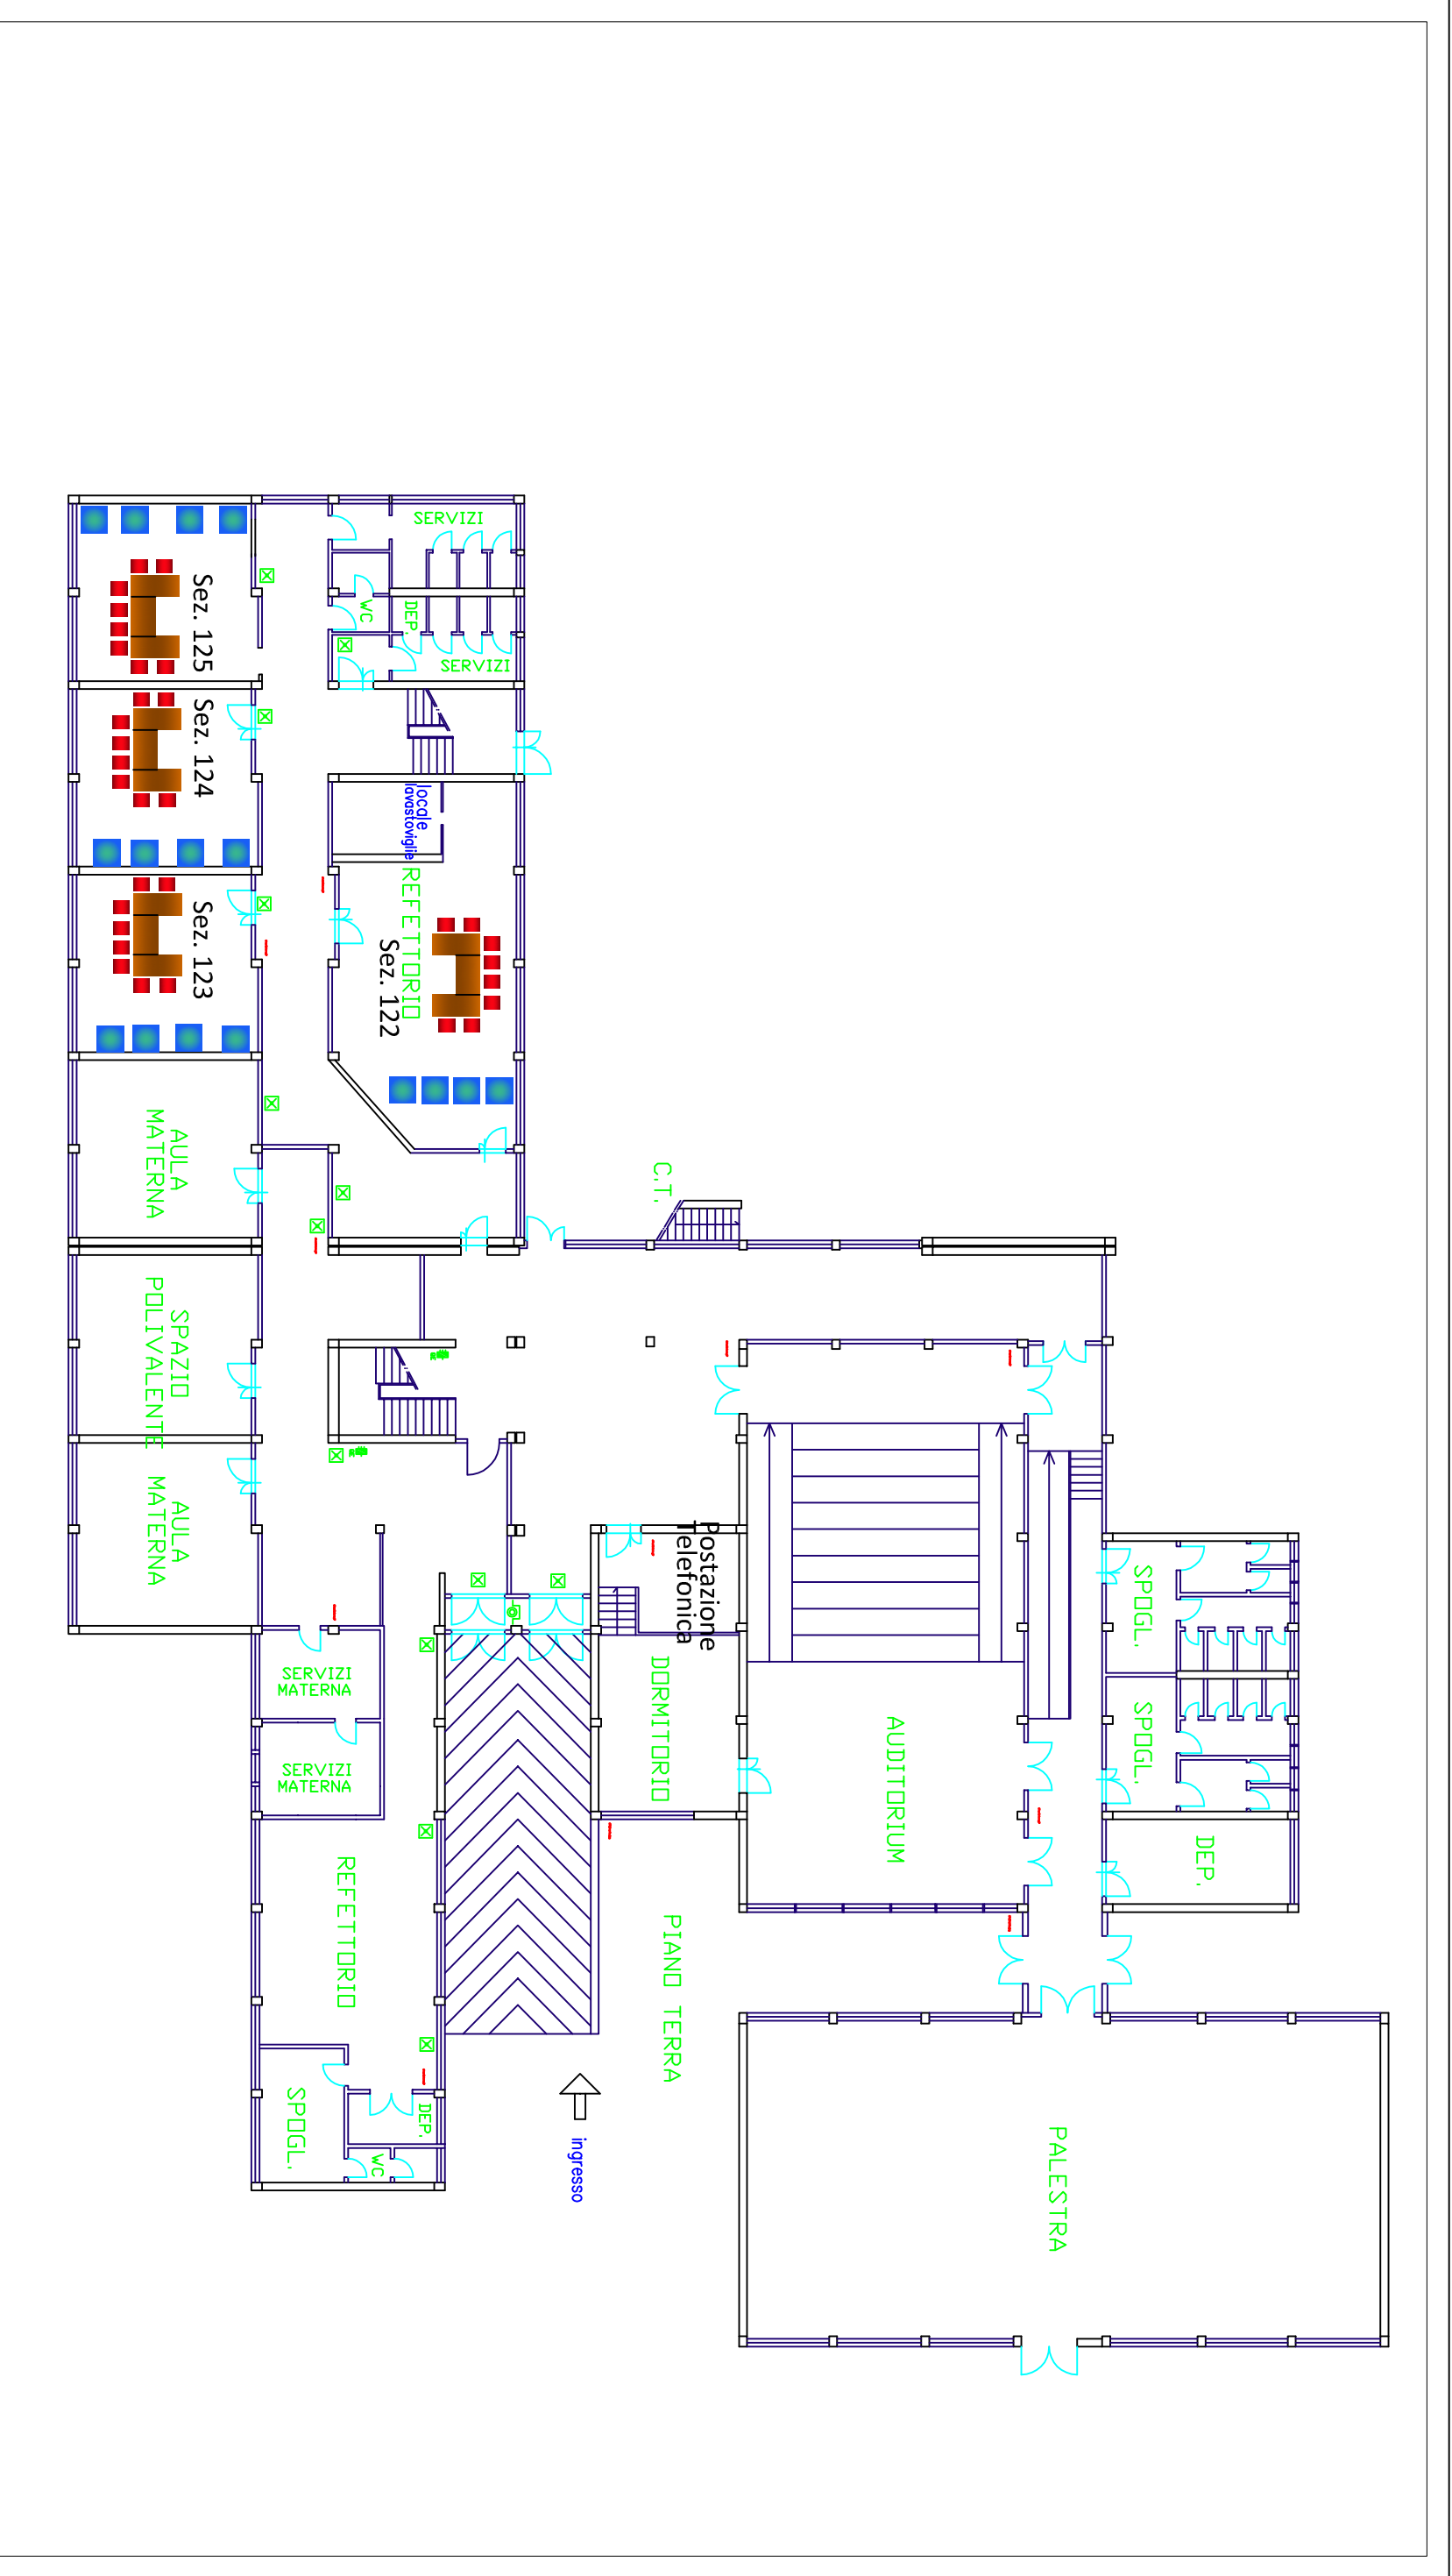 SERVIZI
WC
DEP.
SERVIZI
Sez. 125
Sez. 124
locale
lavastoviglie
REFETTORIO
Sez. 122
Sez. 123
AULA
MATERNA
C.T.
SPAZIO
POLIVALENTE
AULA
MATERNA
Postazione
Telefonica
SPOGL.
SPOGL.
DEP.
SERVIZI
MATERNA
SERVIZI
MATERNA
DORMITORIO
AUDITORIUM
REFETTORIO
PIANO TERRA
SPOGL.
DEP.
WC
ingresso
PALESTRA